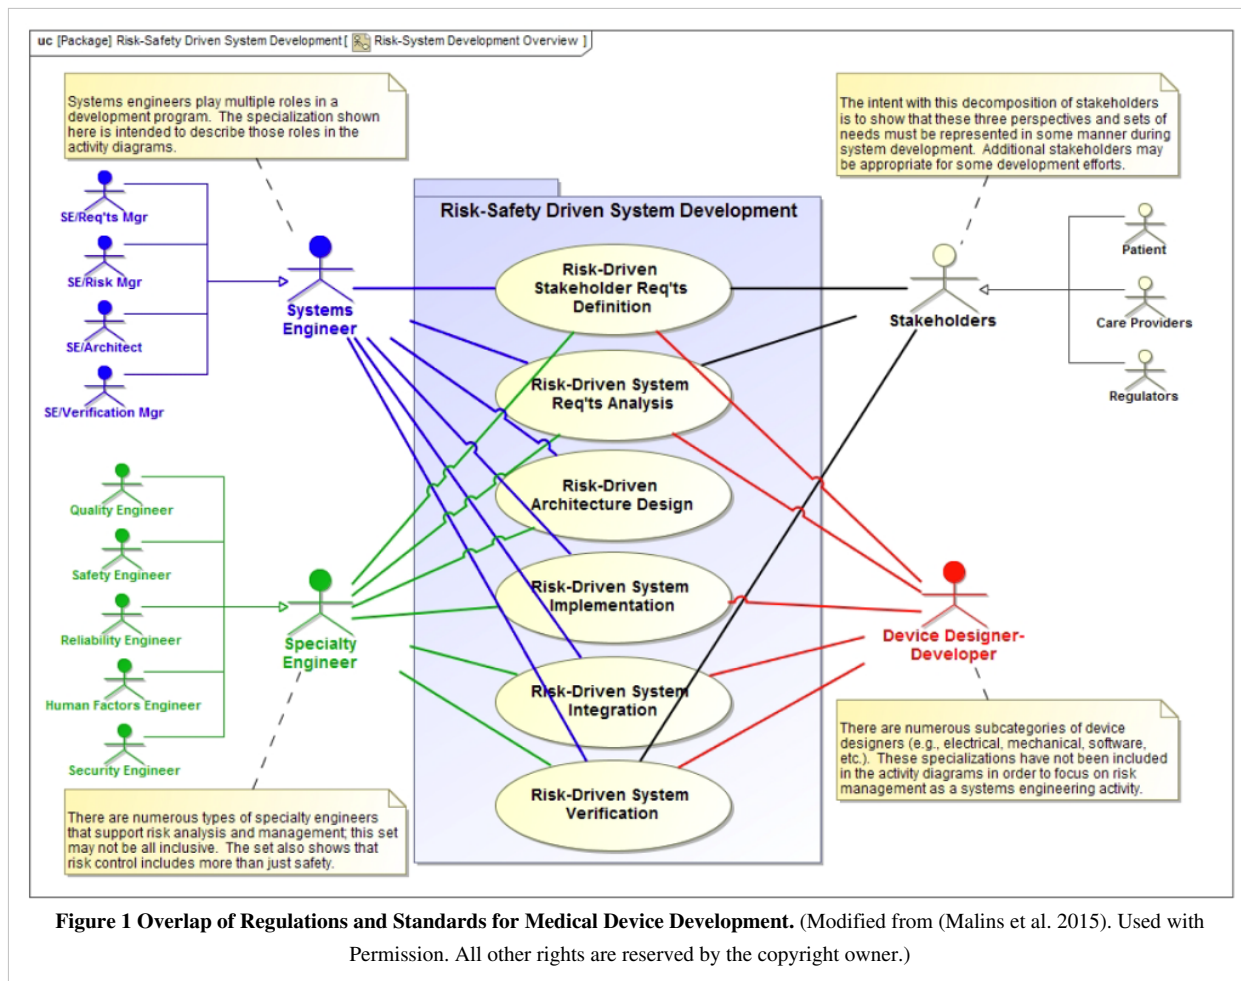 uc [Package] Risk-Safety Driven System Development [ Risk-System Development Overview ]
Systems engineers play multiple roles in a
development program. The specialization shown
here is intended to describe those roles in the
activity diagrams.
The intent with this decomposition of stakeholders
is to show that these three perspectives and sets of
needs must be represented in some manner during
system development. Additional stakeholders may
be appropriate for some development efforts.
SE/Req'ts Mgr
SE/Risk Mgr
SE/Architect
SE/Verification Mgr
Systems
Engineer
Risk-Safety Driven System Development
Risk-Driven
Stakeholder Req'ts
Definition
Risk-Driven System
Req'ts Analysis
Risk-Driven
Architecture Design
Risk-Driven System
Implementation
Risk-Driven System
Integration
Risk-Driven System
Verification
Stakeholders
Patient
Care Providers
Regulators
Quality Engineer
Safety Engineer
Reliability Engineer
Human Factors Engineer
Security Engineer
Specialty
Engineer
Device Designer-
Developer
There are numerous types of specialty engineers
that support risk analysis and management; this set
may not be all inclusive. The set also shows that
risk control includes more than just safety.
There are numerous subcategories of device
designers (e.g., electrical, mechanical, software,
etc.). These specializations have not been included
in the activity diagrams in order to focus on risk
management as a systems engineering activity.
Figure 1 Overlap of Regulations and Standards for Medical Device Development. (Modified from (Malins et al. 2015). Used with
Permission. All other rights are reserved by the copyright owner.)